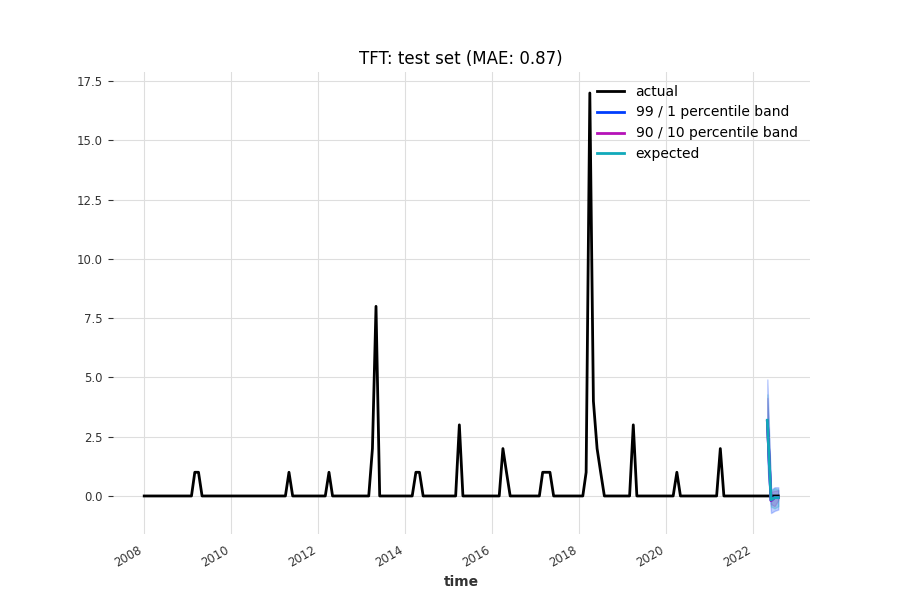 TFT: test set (MAE: 0.87)
17.5
15.0
12.5
10.0
7.5
5.0
2.5
0.0
actual
99 / 1 percentile band
90 / 10 percentile band
expected
2008 2010 2012 2014 2016 2018 2020 2022
time